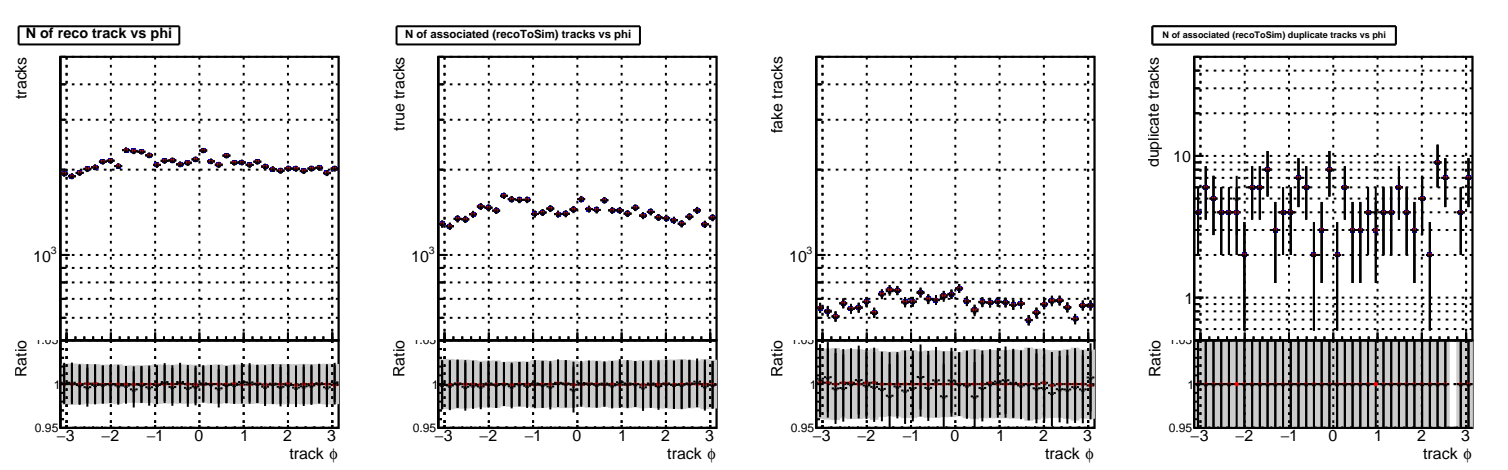 N of reco track vs phi
N of associated (recoToSim) tracks vs phi
N of associated (recoToSim) duplicate tracks vs phi
tracks
true tracks
fake tracks
duplicate tracks
10³
10³
10³
10
1
Ratio
Ratio
Ratio
Ratio
1
1
1
1
0.95
0.95
0.95
0.95
−3 −2 −1 0 1 2 3
−3 −2 −1 0 1 2 3
−3 −2 −1 0 1 2 3
−3 −2 −1 0 1 2 3
track ϕ
track ϕ
track ϕ
track ϕ